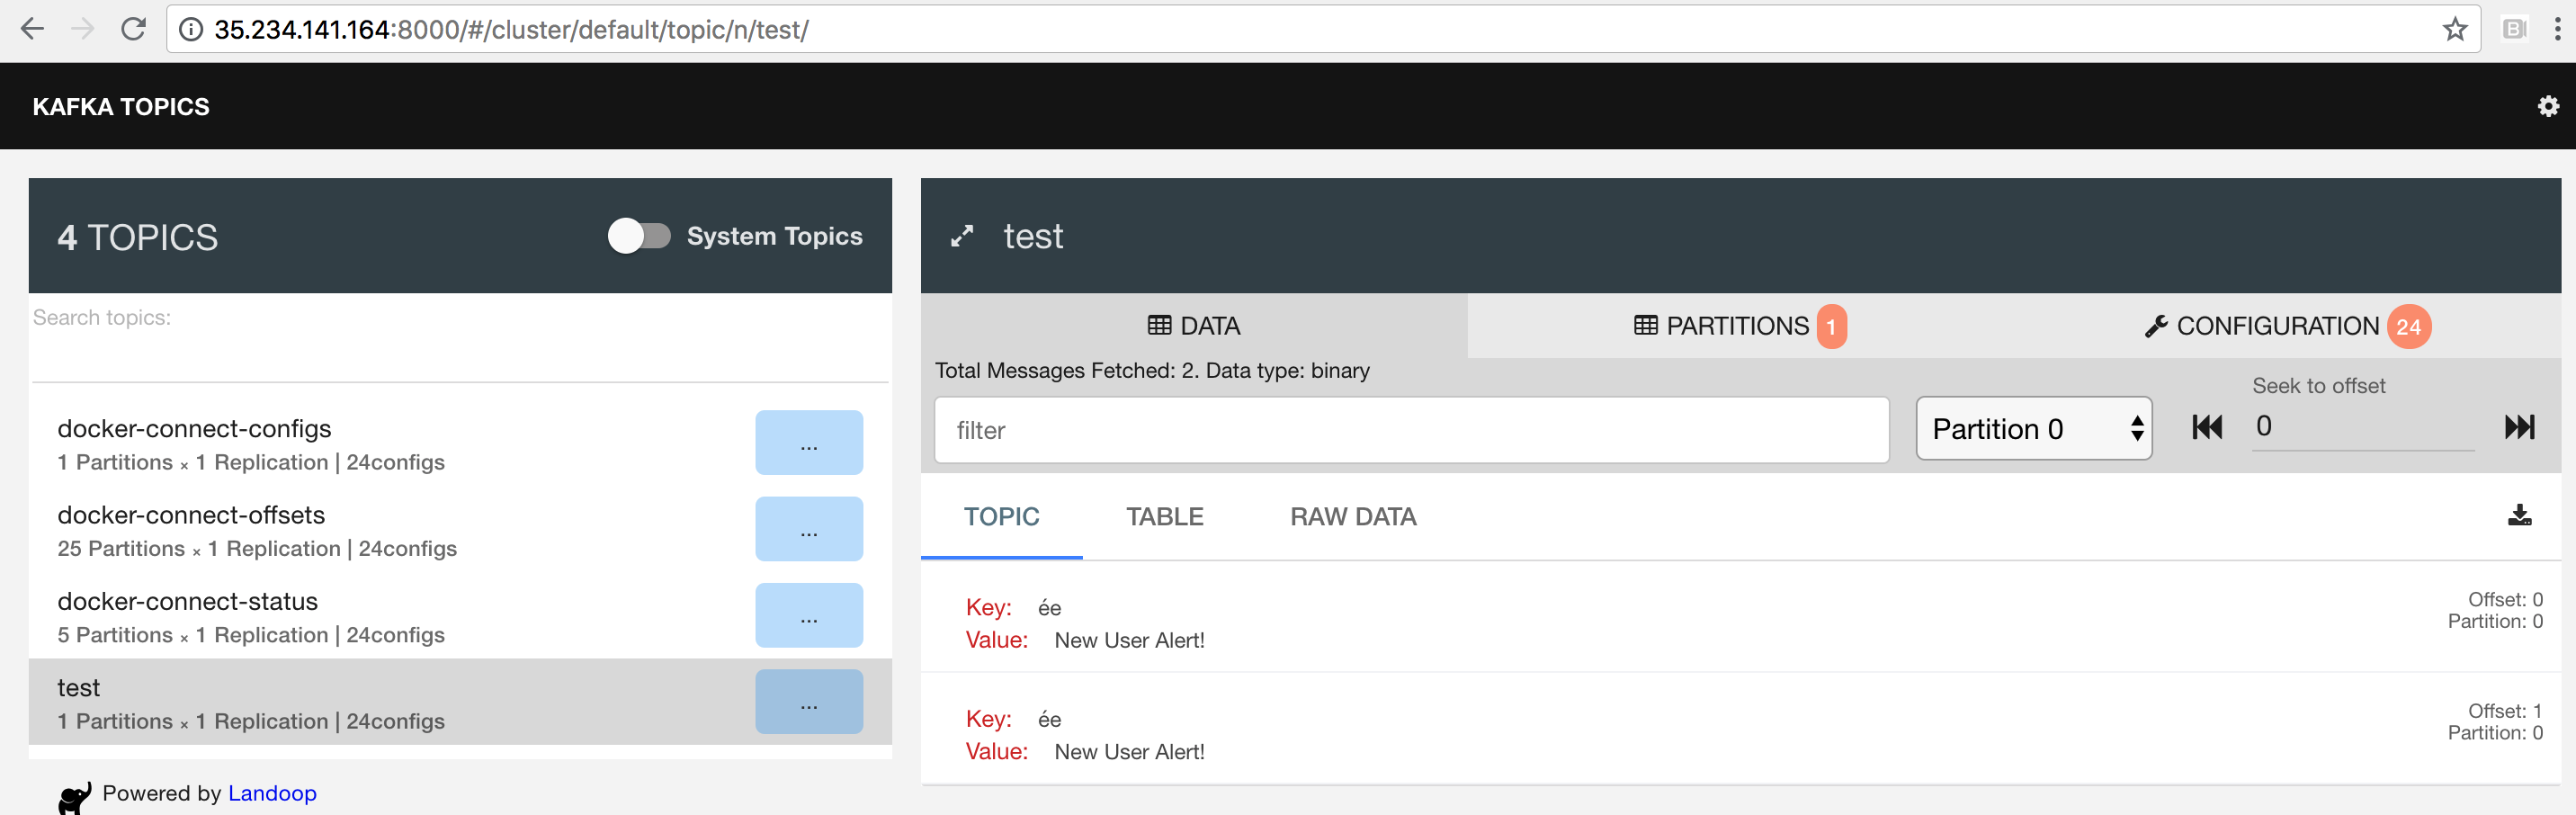 35.234.141.164:8000/#/cluster/default/topic/n/test/
KAFKA TOPICS
4 TOPICS
System Topics
Search topics:
docker-connect-configs
1 Partitions × 1 Replication | 24configs
...
docker-connect-offsets
25 Partitions × 1 Replication | 24configs
...
docker-connect-status
5 Partitions × 1 Replication | 24configs
...
test
1 Partitions × 1 Replication | 24configs
...
Powered by Landoop
test
DATA
PARTITIONS 1
CONFIGURATION 24
Total Messages Fetched: 2. Data type: binary
filter
Partition 0
Seek to offset
0
TOPIC
TABLE
RAW DATA
Key: ée
Value: New User Alert!
Offset: 0
Partition: 0
Key: ée
Value: New User Alert!
Offset: 1
Partition: 0